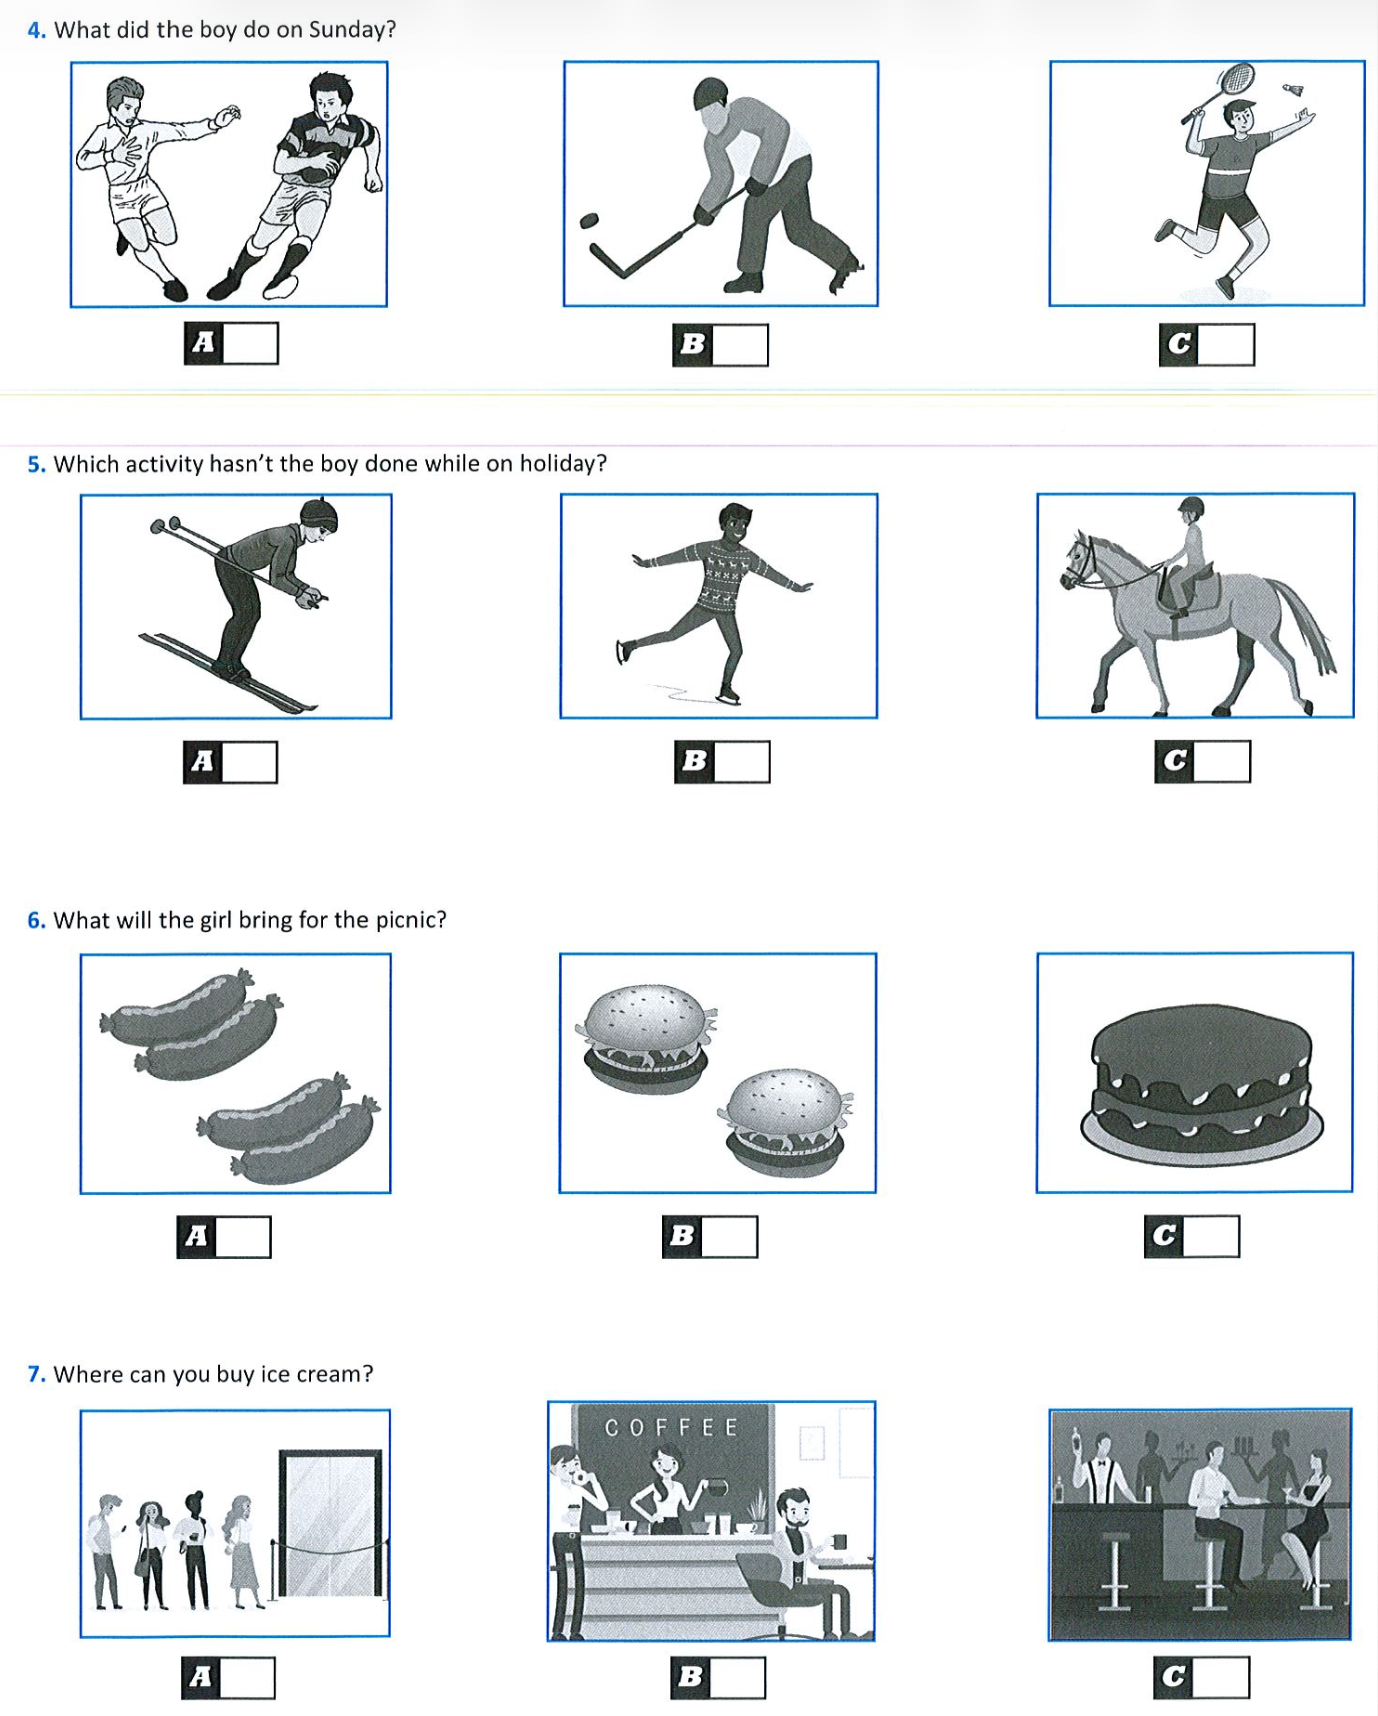 4. What did the boy do on Sunday?
A
B
C
5. Which activity hasn't the boy done while on holiday?
A
B
C
6. What will the girl bring for the picnic?
A
B
C
7. Where can you buy ice cream?
COFFEE
A
B
C